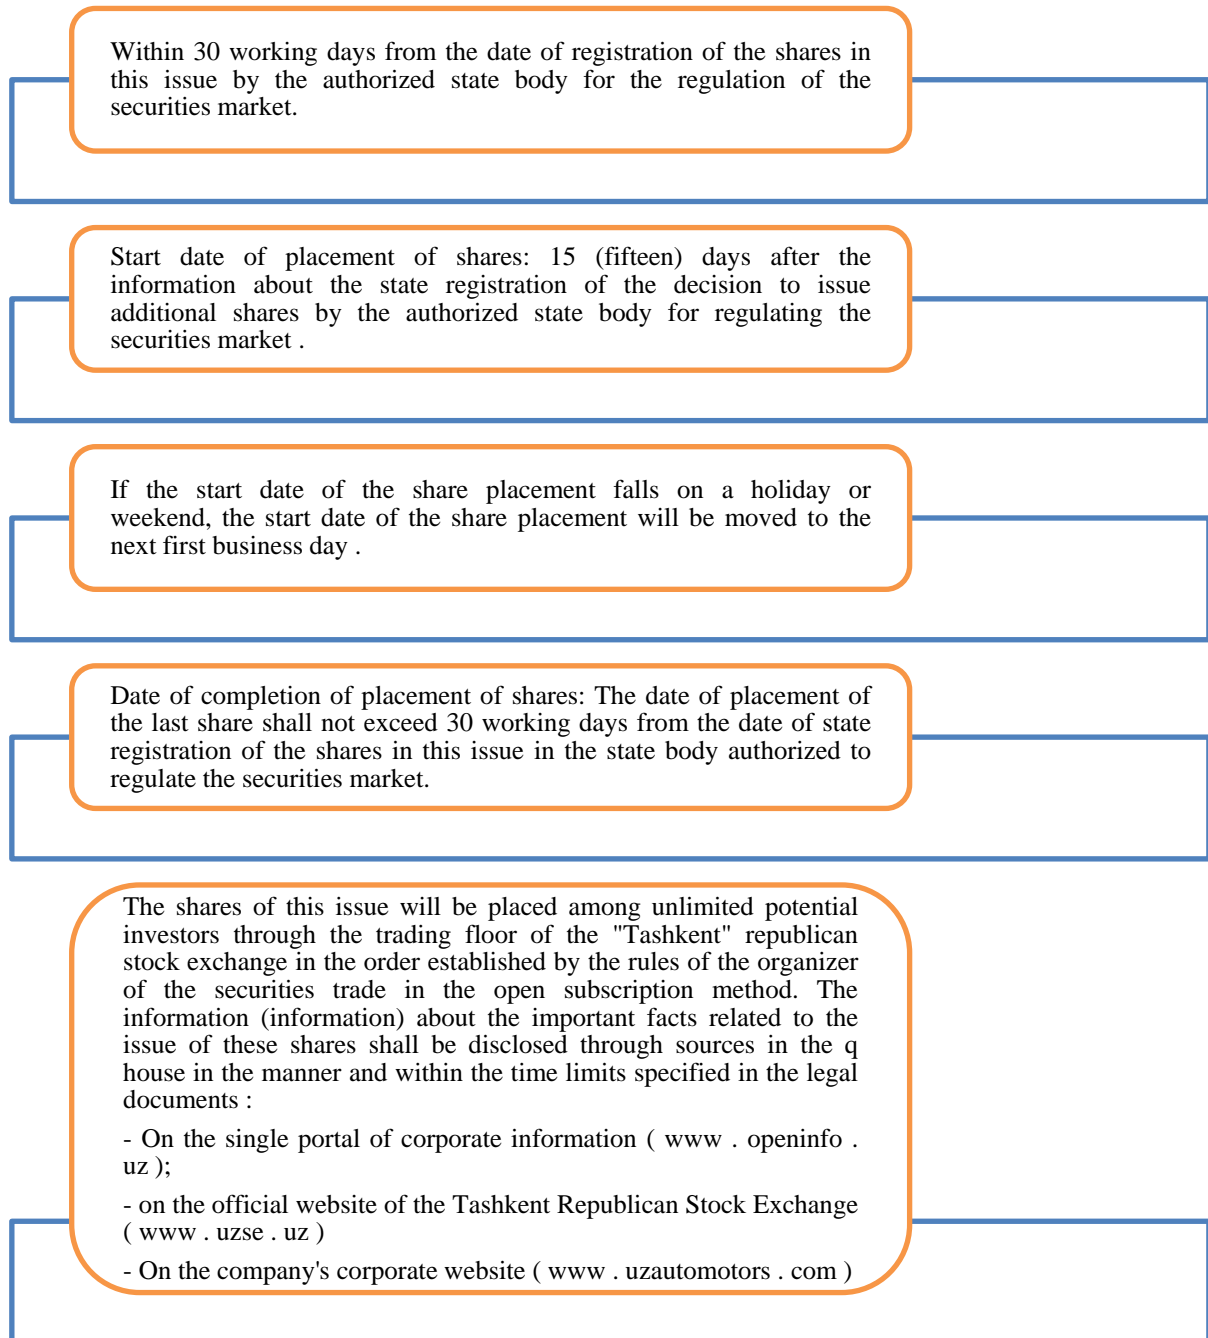 Within 30 working days from the date of registration of the shares in
this issue by the authorized state body for the regulation of the
securities market.
Start date of placement of shares: 15 (fifteen) days after the
information about the state registration of the decision to issue
additional shares by the authorized state body for regulating the
securities market .
If the start date of the share placement falls on a holiday or
weekend, the start date of the share placement will be moved to the
next first business day .
Date of completion of placement of shares: The date of placement of
the last share shall not exceed 30 working days from the date of state
registration of the shares in this issue in the state body authorized to
regulate the securities market.
The shares of this issue will be placed among unlimited potential
investors through the trading floor of the "Tashkent" republican
stock exchange in the order established by the rules of the organizer
of the securities trade in the open subscription method. The
information (information) about the important facts related to the
issue of these shares shall be disclosed through sources in the q
house in the manner and within the time limits specified in the legal
documents :
- On the single portal of corporate information ( www . openinfo .
uz );
- on the official website of the Tashkent Republican Stock Exchange
( www . uzse . uz )
- On the company's corporate website ( www . uzautomotors . com )